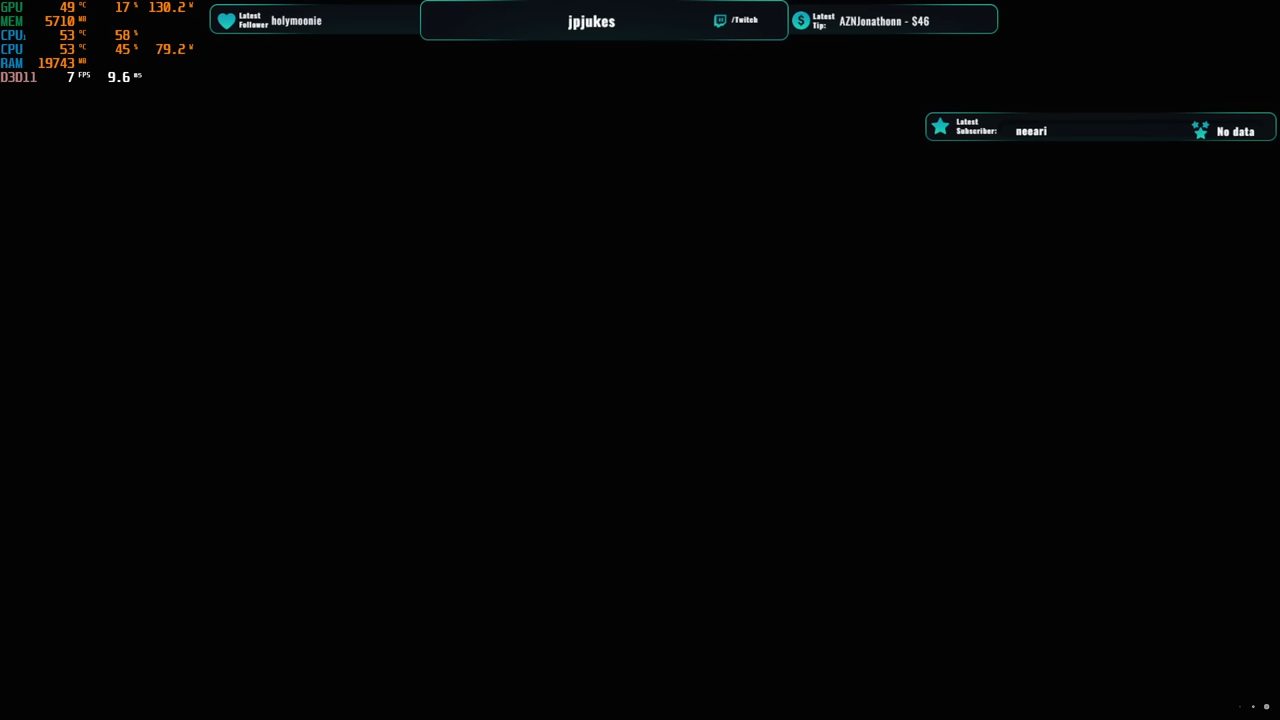 GPU 49 °C 17 % 130.2 W
MEM 5710 MB
CPU1 53 °C 58 %
CPU 53 °C 45 % 79.2 W
RAM 19743 MB
D3D11 7 FPS 9.6 ms
Latest
Follower holymoonie
jpjukes
/Twitch
Latest
Tip: AZNJonathonn - $46
Latest
Subscriber: neeari
No data